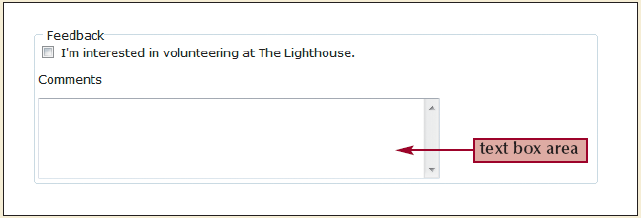 Feedback
I'm interested in volunteering at The Lighthouse.
Comments
text box area